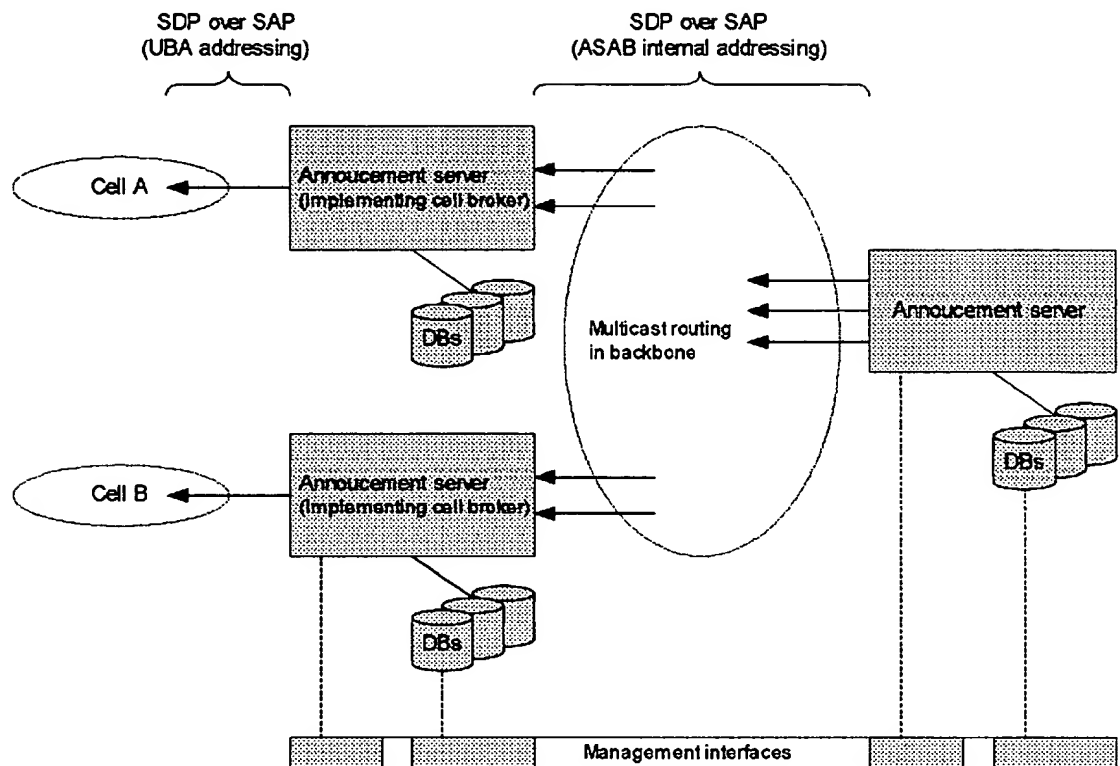 SDP over SAP
(UBA addressing)
SDP over SAP
(ASAB internal addressing)
Cell A
Annoucement server
(Implementing cell broker)
DBs
Multicast routing
in backbone
Annoucement server
DBs
Cell B
Annoucement server
(Implementing cell broker)
DBs
Management interfaces